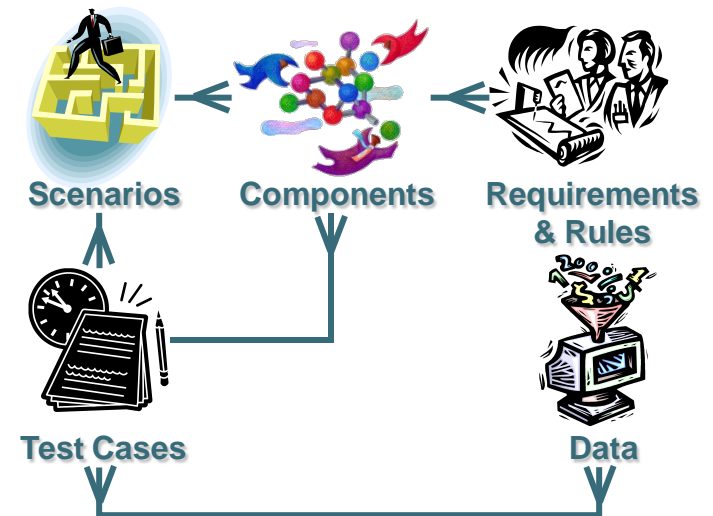 Scenarios
Components
Requirements
& Rules
Test Cases
Data